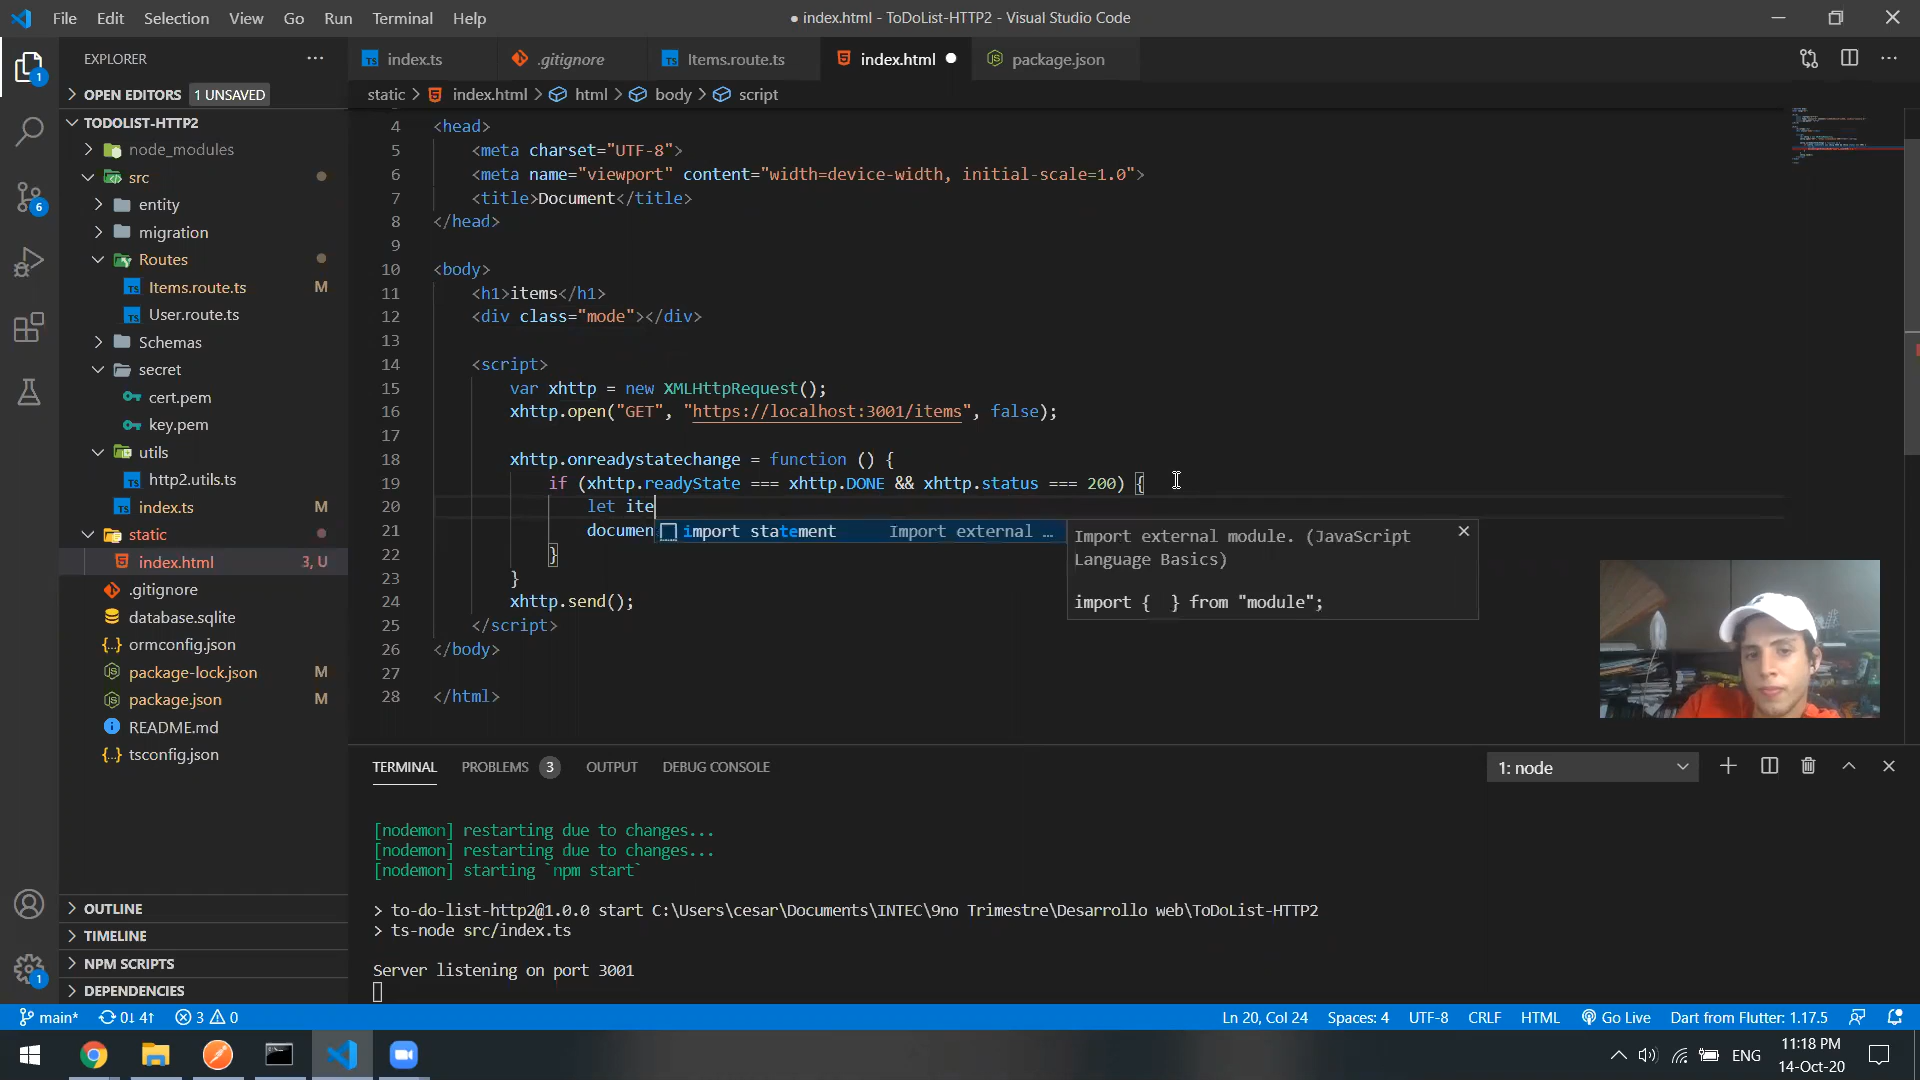 File Edit Selection View Go Run Terminal Help
● index.html - ToDoList-HTTP2 - Visual Studio Code
EXPLORER
OPEN EDITORS 1 UNSAVED
TODOLIST-HTTP2
node_modules
src
entity
migration
Routes
Items.route.ts M
User.route.ts
Schemas
secret
cert.pem
key.pem
utils
http2.utils.ts
index.ts
static
index.html 3, U
.gitignore
database.sqlite
ormconfig.json
package-lock.json M
package.json M
README.md
tsconfig.json
OUTLINE
TIMELINE
NPM SCRIPTS
DEPENDENCIES
index.ts .gitignore Items.route.ts index.html package.json
static > index.html > html > body > script
4 <head>
5 <meta charset="UTF-8">
6 <meta name="viewport" content="width=device-width, initial-scale=1.0">
7 <title>Document</title>
8 </head>
9
10 <body>
11 <h1>items</h1>
12 <div class="mode"></div>
13
14 <script>
15 var xhttp = new XMLHttpRequest();
16 xhttp.open("GET", "https://localhost:3001/items", false);
17
18 xhttp.onreadystatechange = function () {
19 if (xhttp.readyState === xhttp.DONE && xhttp.status === 200) {
20 let ite
21 documen
22 }
23 }
24 xhttp.send();
25 </script>
26 </body>
27
28 </html>
import statement Import external ...
Import external module. (JavaScript
Language Basics)
import { } from "module";
TERMINAL PROBLEMS 3 OUTPUT DEBUG CONSOLE
1: node
[nodemon] restarting due to changes...
[nodemon] restarting due to changes...
[nodemon] starting `npm start`
> to-do-list-http2@1.0.0 start C:\Users\cesar\Documents\INTEC\9no Trimestre\Desarrollo web\ToDoList-HTTP2
> ts-node src/index.ts
Server listening on port 3001
main* 0↓ 4↑ 3 0
Ln 20, Col 24 Spaces: 4 UTF-8 CRLF HTML Go Live Dart from Flutter: 1.17.5
ENG
11:18 PM
14-Oct-20